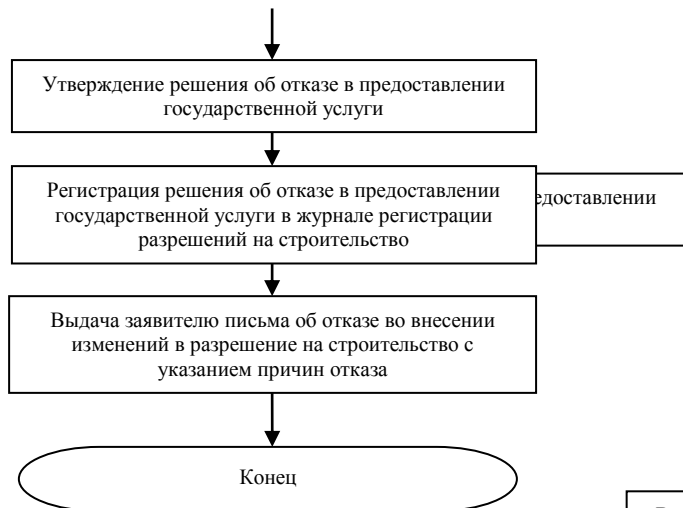 Утверждение решения об отказе в предоставлении
государственной услуги
Регистрация решения об отказе в предоставлении
государственной услуги в журнале регистрации
разрешений на строительство
едоставлении
Выдача заявителю письма об отказе во внесении
изменений в разрешение на строительство с
указанием причин отказа
Конец